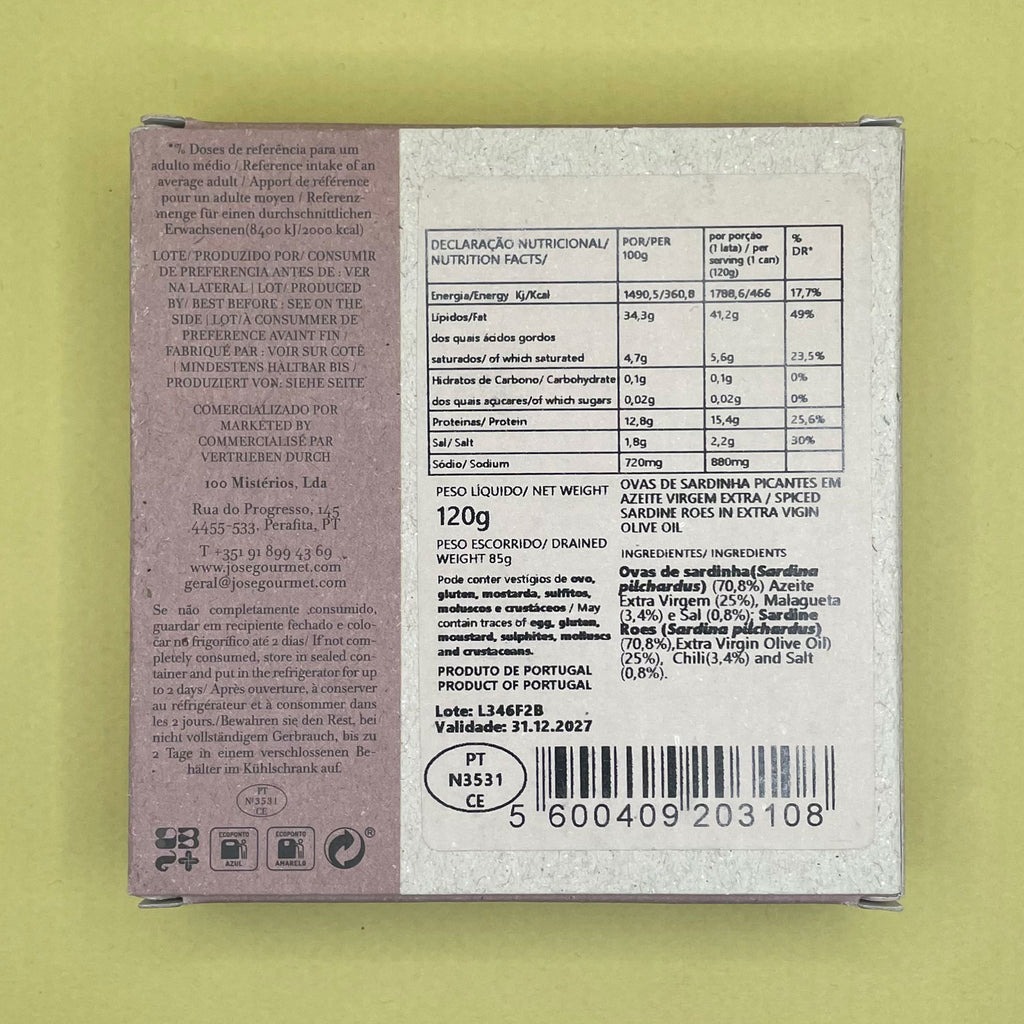 *% Doses de referência para um
adulto médio / Reference intake of an
average adult / Apport de référence
pour un adulte moyen / Referenz-
menge für einen durchschnittlichen
Erwachsenen(8400 kJ/2000 kcal)
LOTE/ PRODUZIDO POR/ CONSUMIR
DE PREFERENCIA ANTES DE : VER
NA LATERAL | LOT/ PRODUCED
BY/ BEST BEFORE : SEE ON THE
SIDE | LOT/À CONSUMMER DE
PREFERENCE AVAINT FIN /
FABRIQUÉ PAR : VOIR SUR COTÊ
| MINDESTENS HALTBAR BIS /
PRODUZIERT VON: SIEHE SEITE
COMERCIALIZADO POR
MARKETED BY
COMMERCIALISÉ PAR
VERTRIEBEN DURCH
100 Mistérios, Lda
Rua do Progresso, 145
4455-533, Perafita, PT
T +351 91 899 43 69
www.josegourmet.com
geral@josegourmet.com
Se não completamente consumido,
guardar em recipiente fechado e colo-
car no frigorífico até 2 dias/ If not com-
pletely consumed, store in sealed con-
tainer and put in the refrigerator for up
to 2 days/ Après ouverture, à conserver
au réfrigérateur et à consommer dans
les 2 jours./Bewahren sie den Rest, bei
nicht vollständigem Gerbrauch, bis zu
2 Tage in einem verschlossenen Be-
hälter im Kühlschrank auf.
PT
Nº3531
CE
ECOPONTO
AZUL
ECOPONTO
AMARELO
®
DECLARAÇÃO NUTRICIONAL/ NUTRITION FACTS/ POR/PER 100g por porção (1 lata) / per serving (1 can) (120g) % DR*
Energia/Energy Kj/Kcal 1490,5/360,8 1788,6/466 17,7%
Lípidos/Fat 34,3g 41,2g 49%
dos quais ácidos gordos
saturados/ of which saturated 4,7g 5,6g 23,5%
Hidratos de Carbono/ Carbohydrate 0,1g 0,1g 0%
dos quais açucares/of which sugars 0,02g 0,02g 0%
Proteinas/ Protein 12,8g 15,4g 25,6%
Sal/ Salt 1,8g 2,2g 30%
Sódio/ Sodium 720mg 880mg
PESO LÍQUIDO/ NET WEIGHT
120g
PESO ESCORRIDO/ DRAINED
WEIGHT 85g
Pode conter vestígios de ovo,
gluten, mostarda, sulfitos,
moluscos e crustáceos / May
contain traces of egg, gluten,
moustard, sulphites, molluscs
and crustaceans.
PRODUTO DE PORTUGAL
PRODUCT OF PORTUGAL
Lote: L346F2B
Validade: 31.12.2027
OVAS DE SARDINHA PICANTES EM
AZEITE VIRGEM EXTRA / SPICED
SARDINE ROES IN EXTRA VIGIN
OLIVE OIL
INGREDIENTES/ INGREDIENTS
Ovas de sardinha(Sardina
pilchardus) (70,8%) Azeite
Extra Virgem (25%), Malagueta
(3,4%) e Sal (0,8%); Sardine
Roes (Sardina pilchardus)
(70,8%),Extra Virgin Olive Oil)
(25%), Chili(3,4%) and Salt
(0,8%).
PT
N3531
CE
5 600409 203108